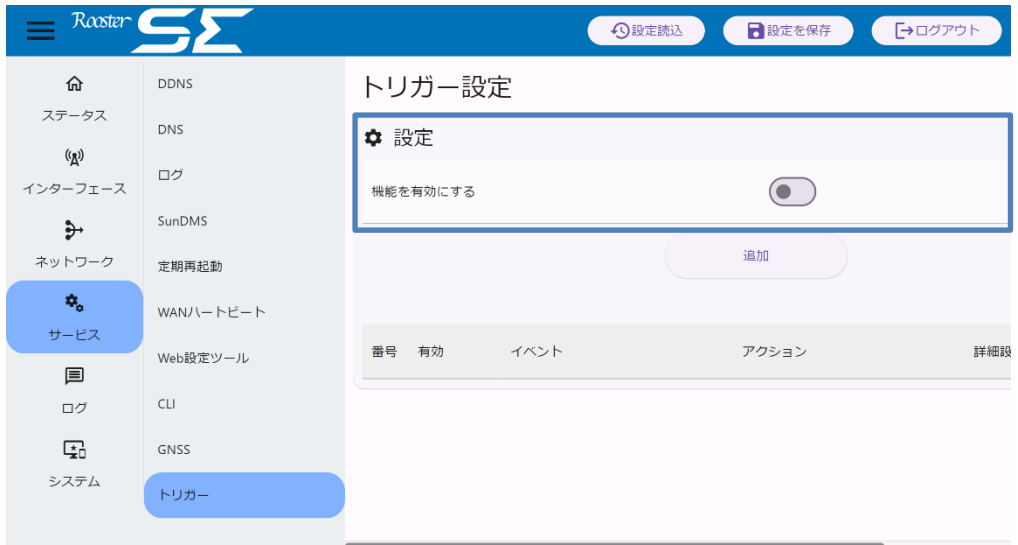 Rooster SΣ
設定読込
設定を保存
ログアウト
ステータス
インターフェース
ネットワーク
サービス
ログ
システム
DDNS
DNS
ログ
SunDMS
定期再起動
WANハートビート
Web設定ツール
CLI
GNSS
トリガー
トリガー設定
設定
機能を有効にする
追加
番号 有効 イベント アクション 詳細設